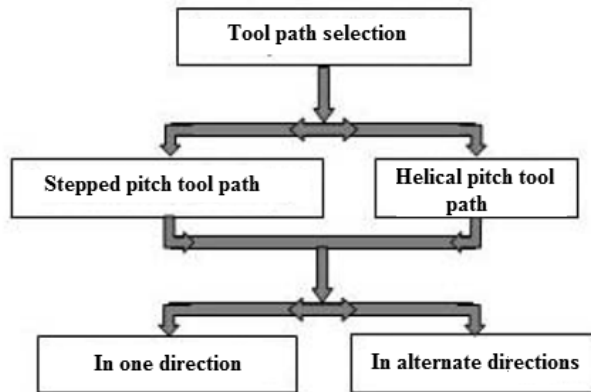 Tool path selection
Stepped pitch tool path
Helical pitch tool
path
In one direction
In alternate directions